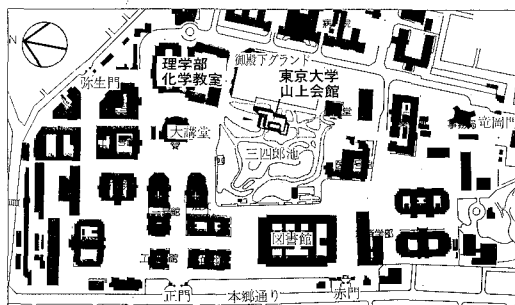 N
弥生門
理学部
化学教室
御殿下グランド
東京大学
山上会館
竜岡門
大講堂
三四郎池
図書館
正門
本郷通り
赤門